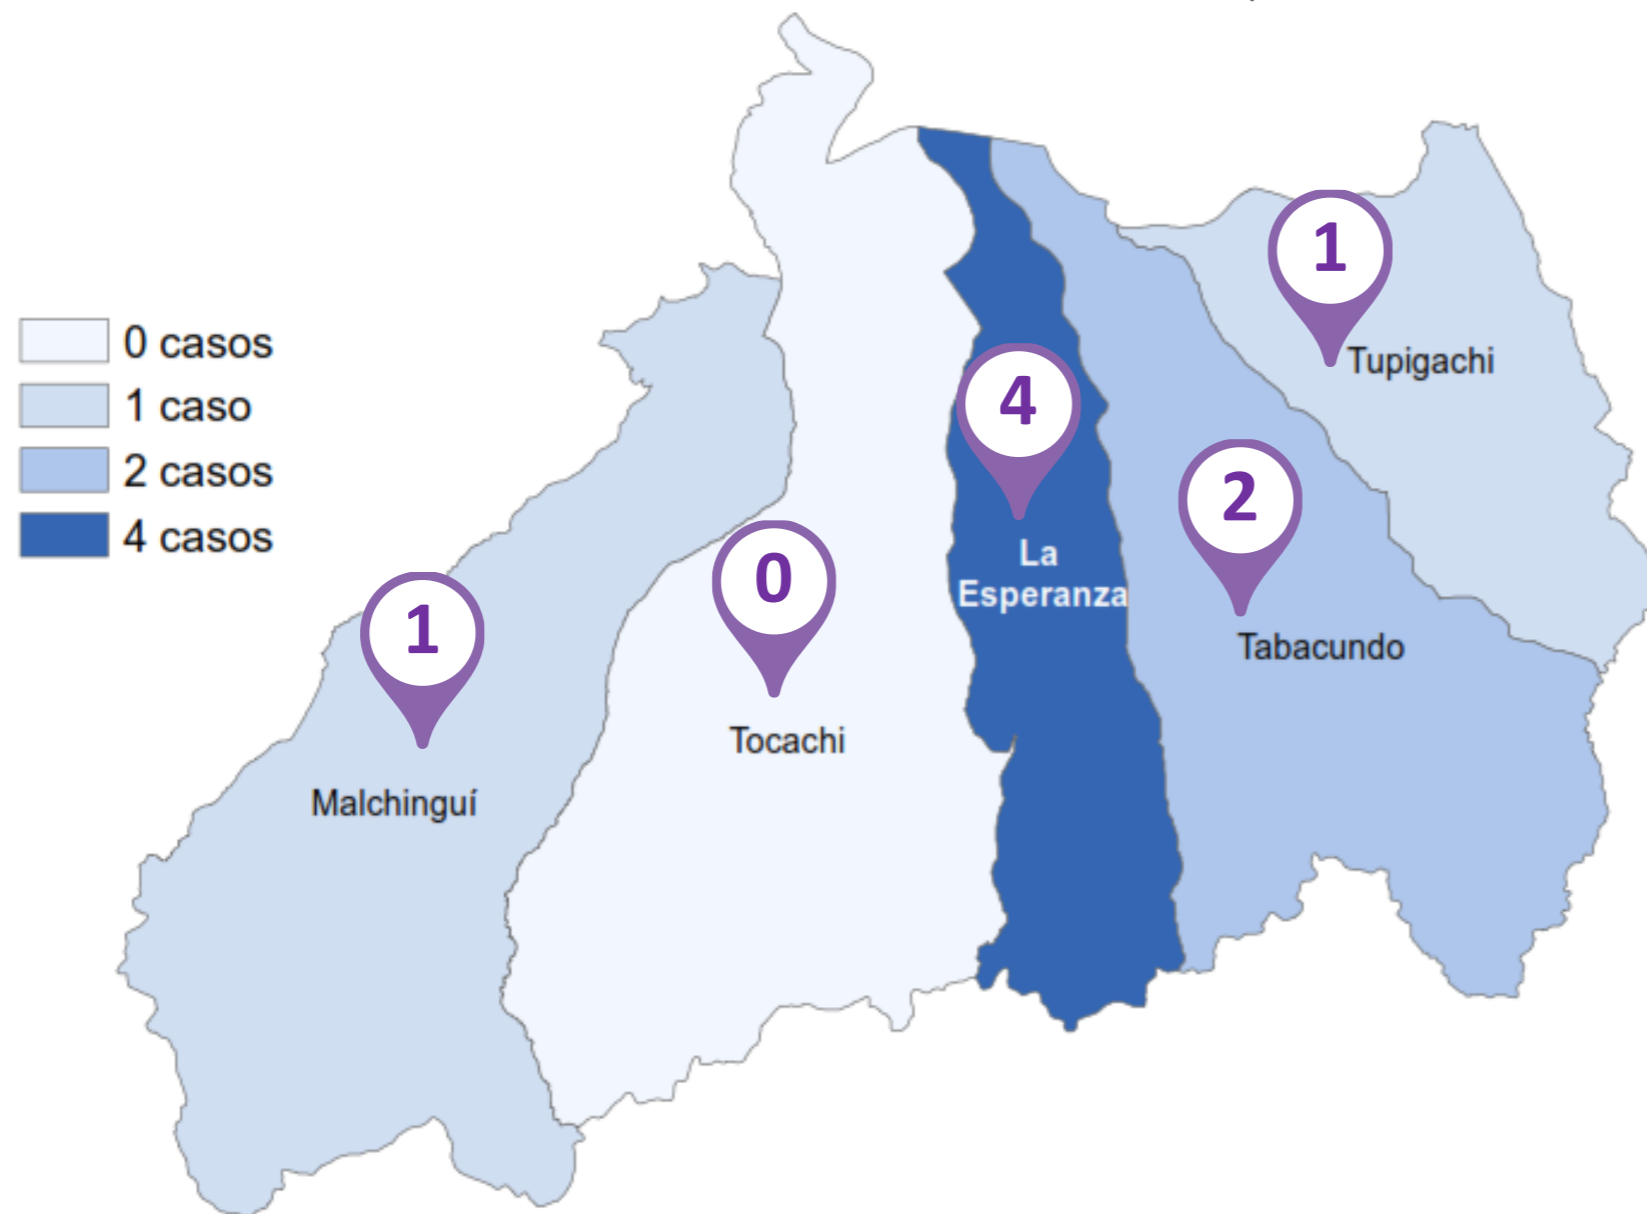 0 casos
1 caso
2 casos
4 casos
1
Malchinguí
0
Tocachi
4
La
Esperanza
2
Tabacundo
1
Tupigachi